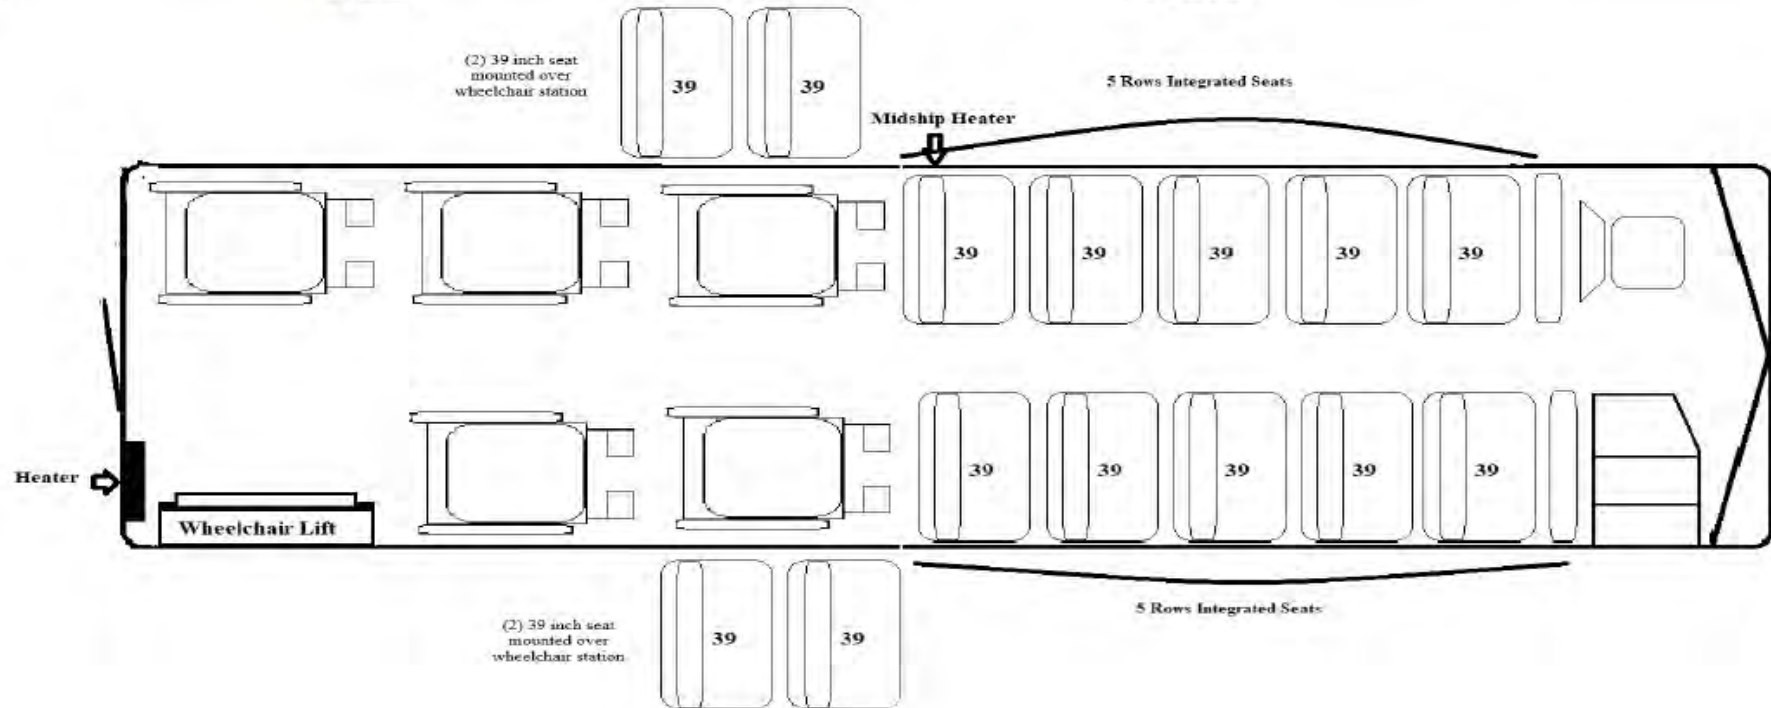 (2) 39 inch seat
mounted over
wheelchair station
39
39
5 Rows Integrated Seats
Midship Heater
39
39
39
39
39
39
39
39
39
39
Heater
Wheelchair Lift
(2) 39 inch seat
mounted over
wheelchair station
39
39
5 Rows Integrated Seats